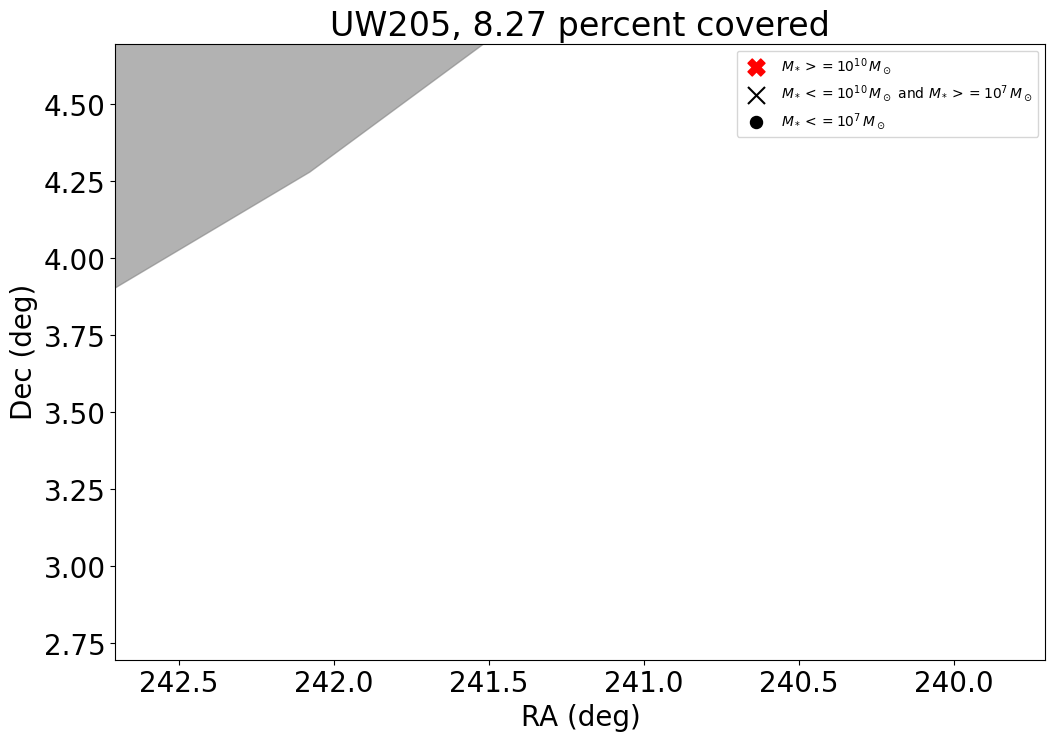 UW205, 8.27 percent covered
M* >= 10^10 M⊙
M* <= 10^10 M⊙ and M* >= 10^7 M⊙
M* <= 10^7 M⊙
4.50
4.25
4.00
3.75
3.50
3.25
3.00
2.75
Dec (deg)
242.5 242.0 241.5 241.0 240.5 240.0
RA (deg)